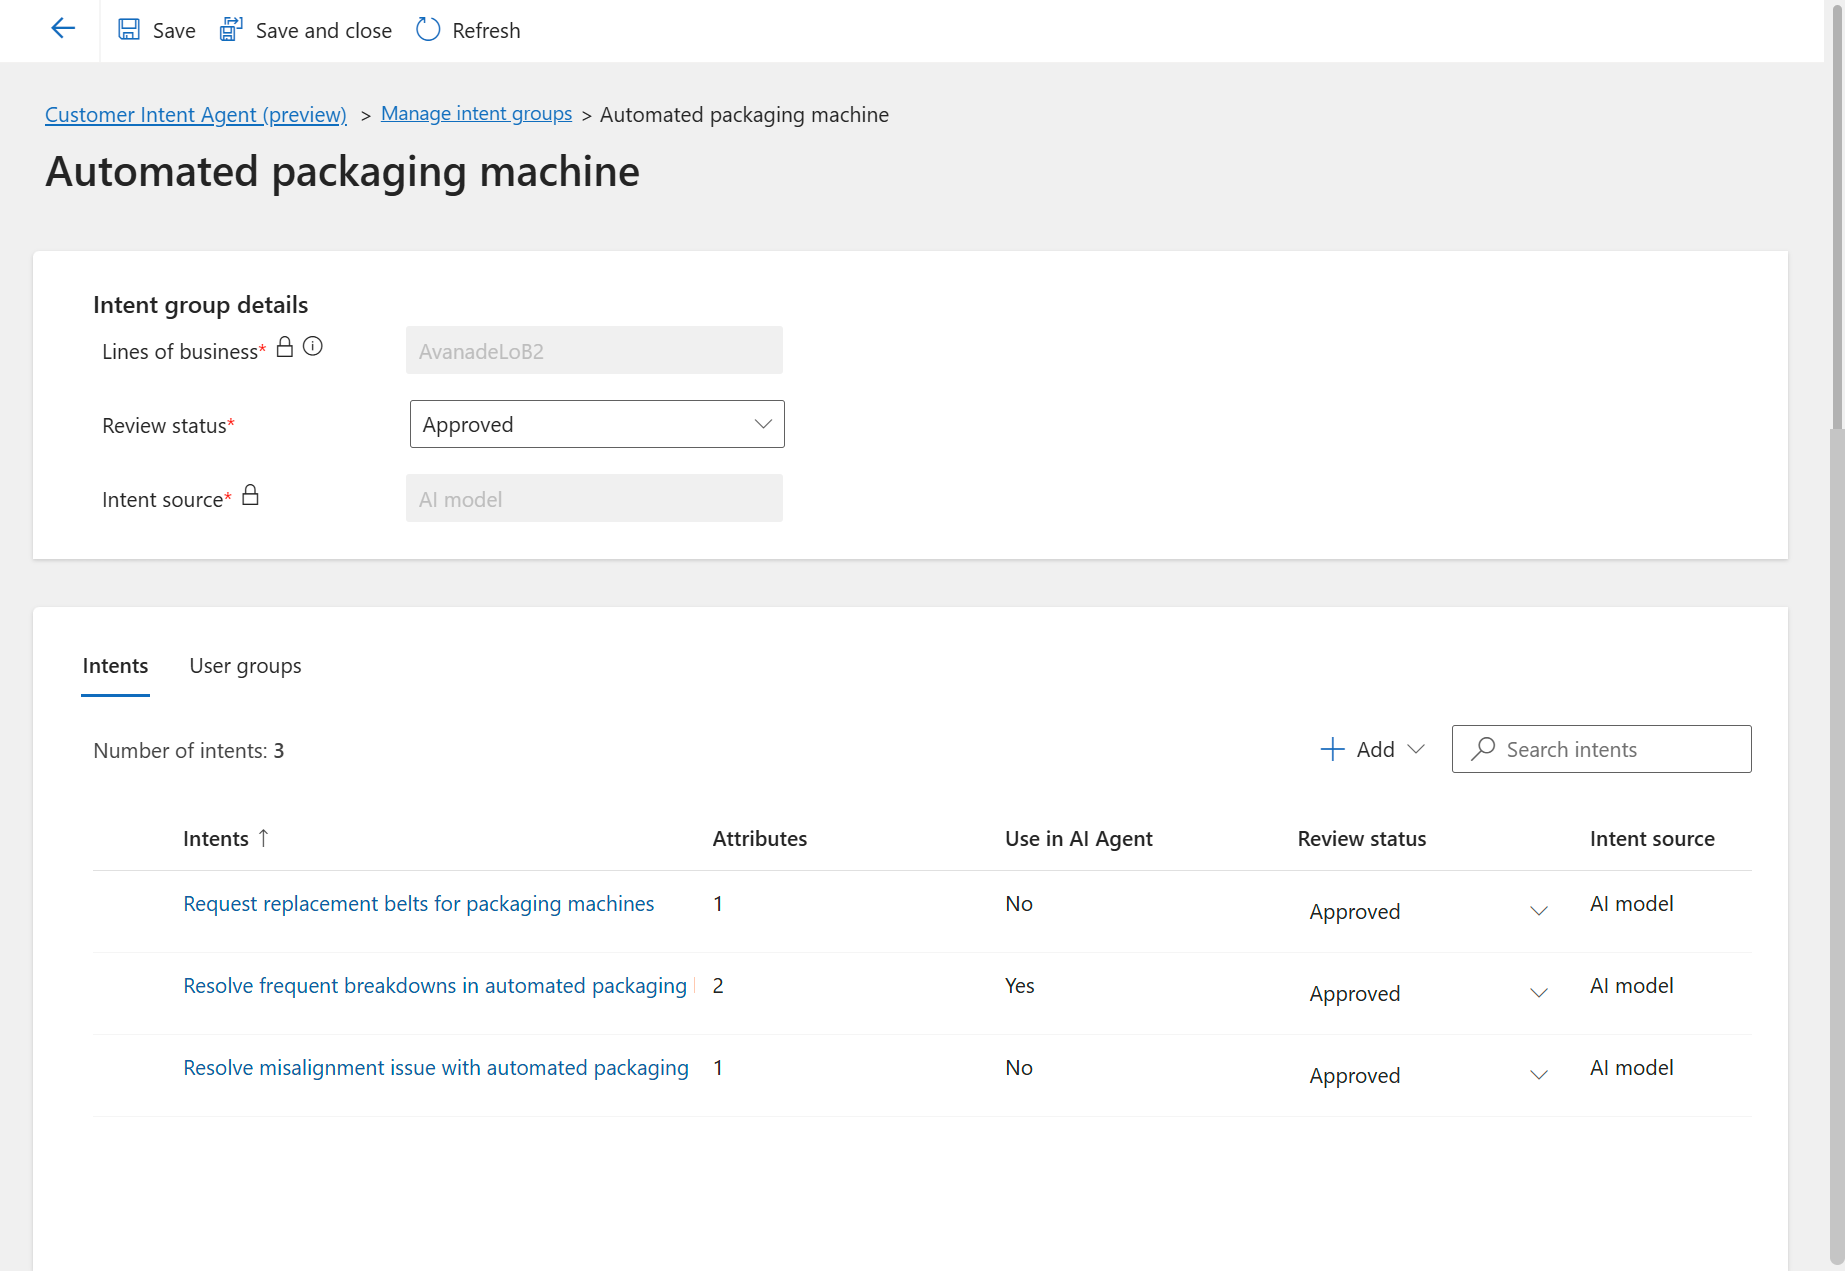 Save Save and close Refresh
Customer Intent Agent (preview) > Manage intent groups > Automated packaging machine
Automated packaging machine
Intent group details
Lines of business* AvanadeLoB2
Review status* Approved
Intent source* AI model
Intents User groups
Number of intents: 3 Add Search intents
Intents ↑ Attributes Use in AI Agent Review status Intent source
Request replacement belts for packaging machines 1 No Approved AI model
Resolve frequent breakdowns in automated packaging 2 Yes Approved AI model
Resolve misalignment issue with automated packaging 1 No Approved AI model